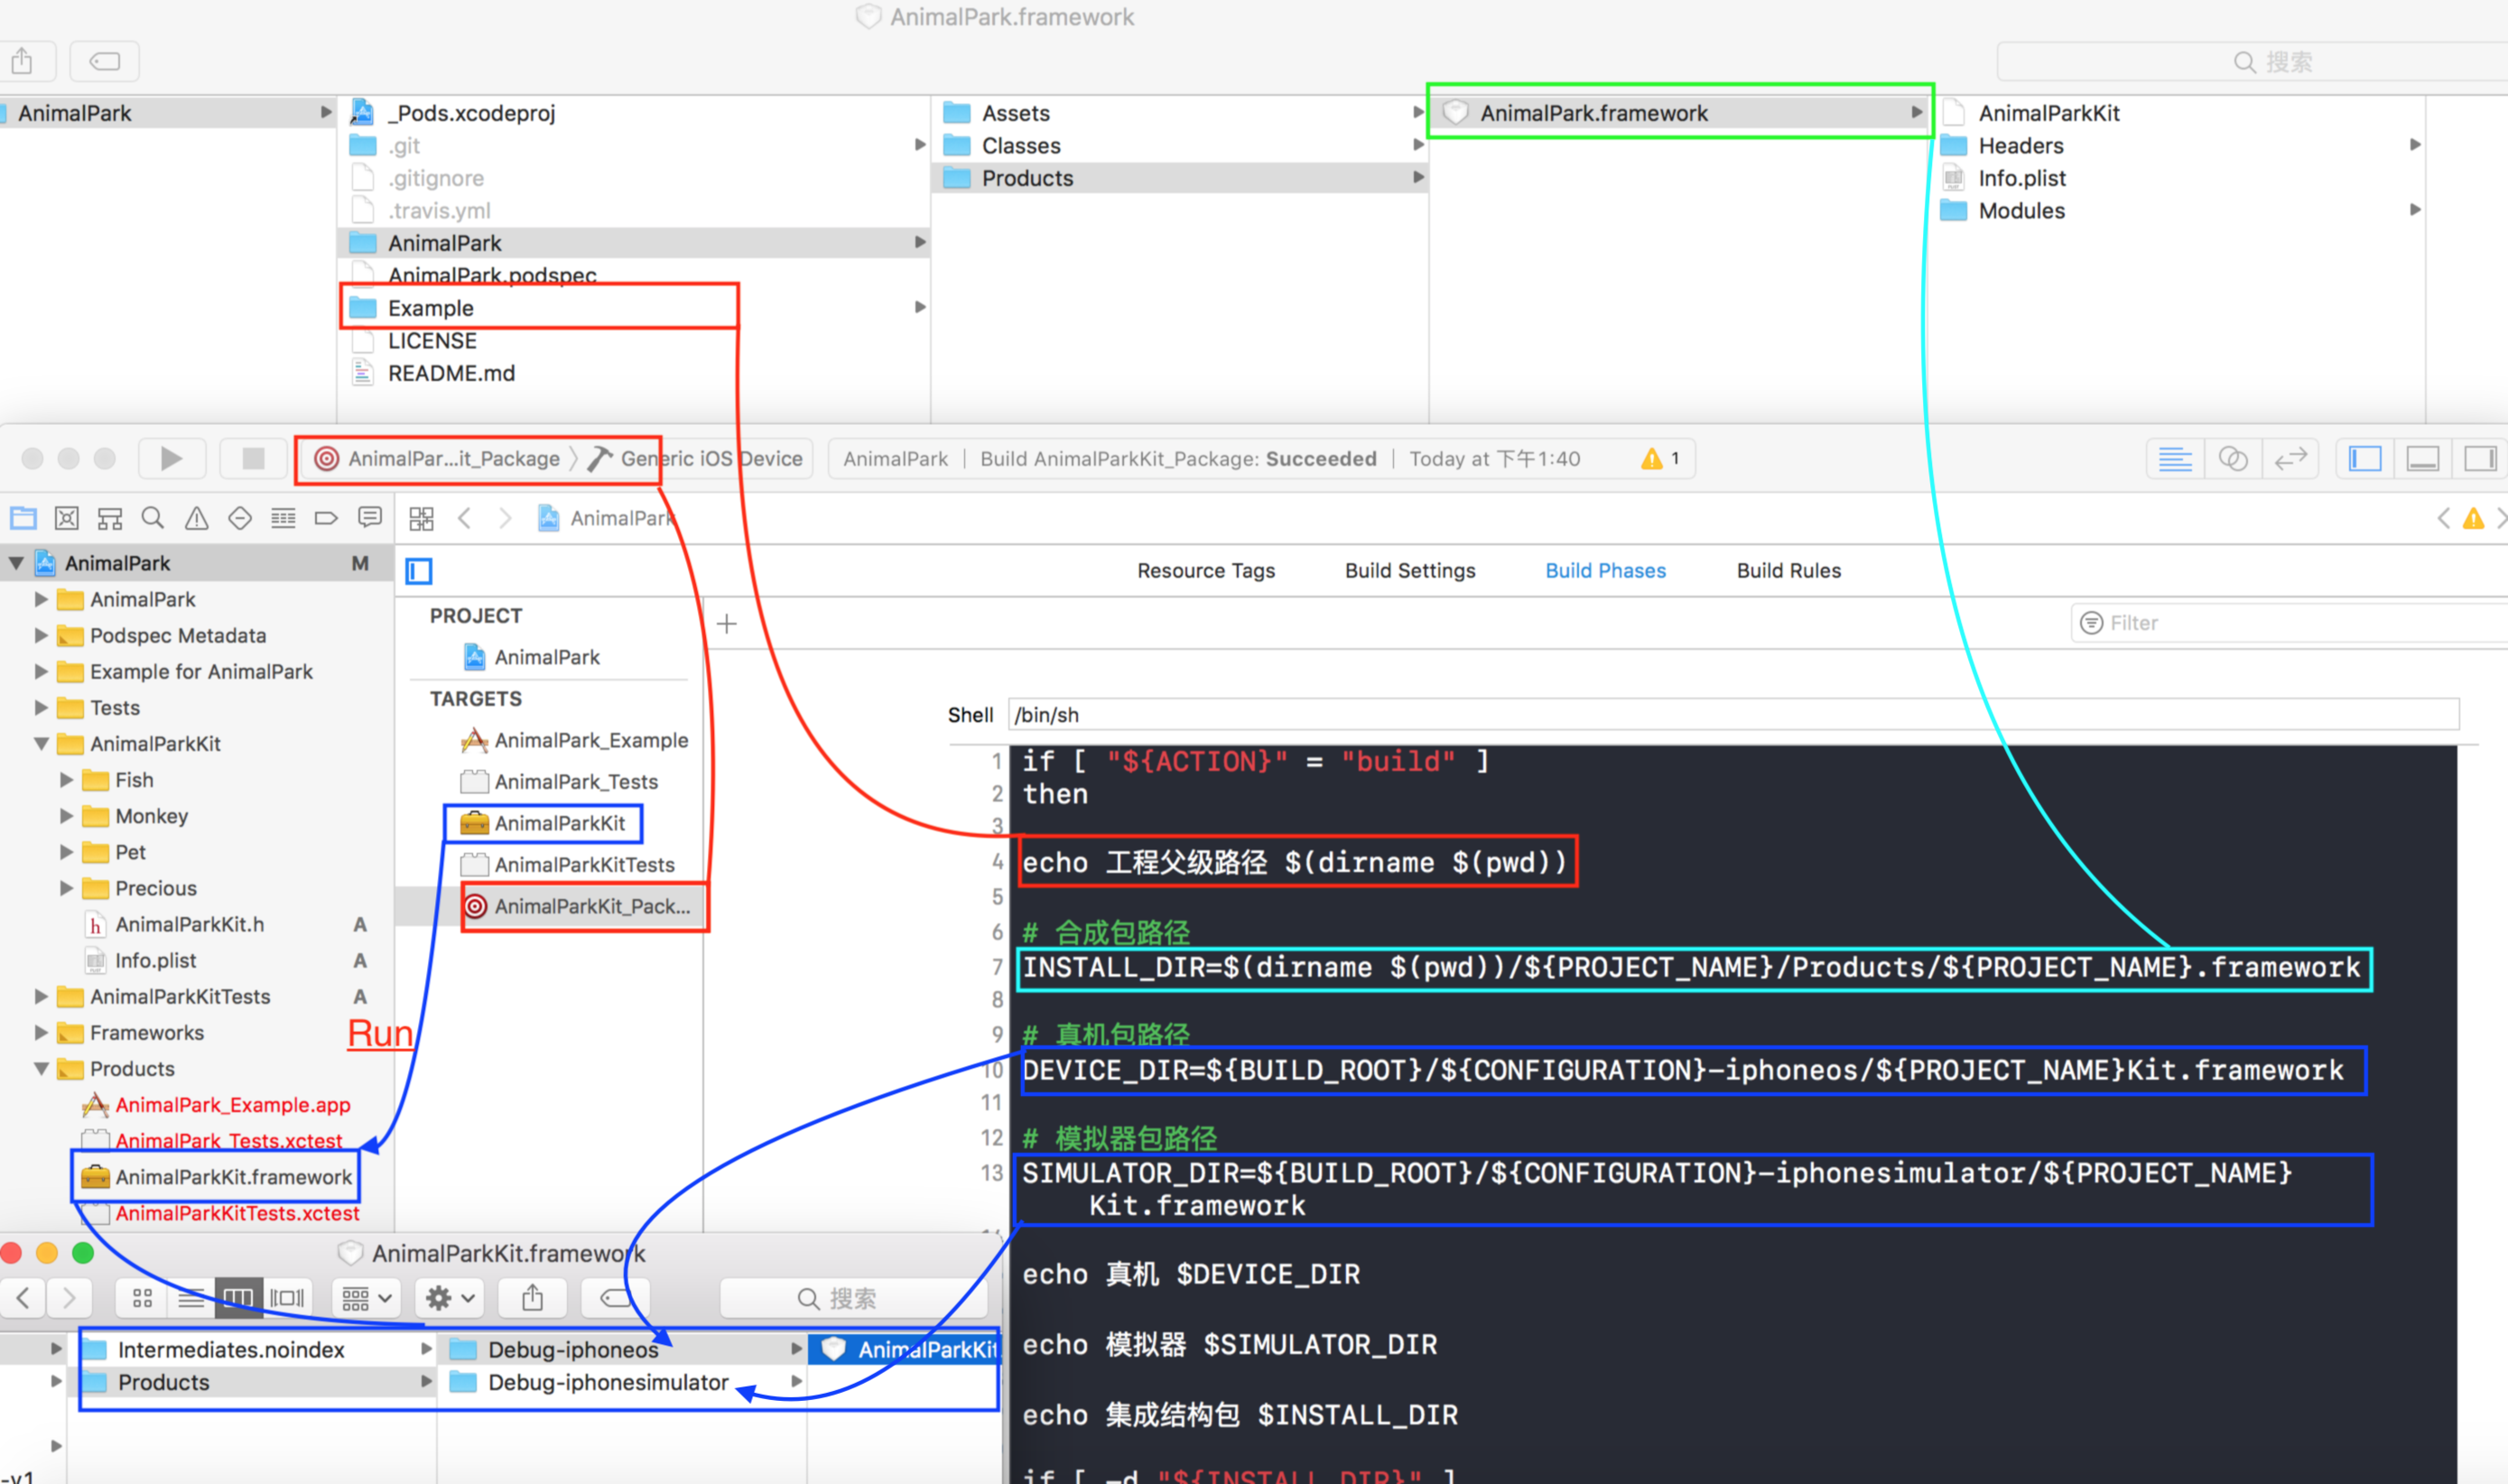 AnimalPark.framework
搜索
AnimalPark
_Pods.xcodeproj
.git
.gitignore
.travis.yml
AnimalPark
AnimalPark.podspec
Example
LICENSE
README.md
Assets
Classes
Products
AnimalPark.framework
AnimalParkKit
Headers
Info.plist
Modules
AnimalPar...it_Package
Generic iOS Device
AnimalPark | Build AnimalParkKit_Package: Succeeded | Today at 下午1:40
1
AnimalPark
AnimalPark M
AnimalPark
Podspec Metadata
Example for AnimalPark
Tests
AnimalParkKit
Fish
Monkey
Pet
Precious
AnimalParkKit.h A
Info.plist A
AnimalParkKitTests A
Frameworks
Run
Products
AnimalPark_Example.app
AnimalPark_Tests.xctest
AnimalParkKit.framework
AnimalParkKitTests.xctest
Resource Tags
Build Settings
Build Phases
Build Rules
PROJECT
AnimalPark
TARGETS
AnimalPark_Example
AnimalPark_Tests
AnimalParkKit
AnimalParkKitTests
AnimalParkKit_Pack...
Filter
Shell /bin/sh
1 if [ "${ACTION}" = "build" ]
2 then
3
4 echo 工程父级路径 $(dirname $(pwd))
5
6 # 合成包路径
7 INSTALL_DIR=$(dirname $(pwd))/${PROJECT_NAME}/Products/${PROJECT_NAME}.framework
8
9 # 真机包路径
10 DEVICE_DIR=${BUILD_ROOT}/${CONFIGURATION}-iphoneos/${PROJECT_NAME}Kit.framework
11
12 # 模拟器包路径
13 SIMULATOR_DIR=${BUILD_ROOT}/${CONFIGURATION}-iphonesimulator/${PROJECT_NAME}
Kit.framework
echo 真机 $DEVICE_DIR
echo 模拟器 $SIMULATOR_DIR
echo 集成结构包 $INSTALL_DIR
if [ -d "${INSTALL_DIR}" ]
AnimalParkKit.framework
搜索
Intermediates.noindex
Products
Debug-iphoneos
Debug-iphonesimulator
AnimalParkKit.
-v1